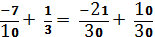 -7/10 + 1/3 = -21/30 + 10/30